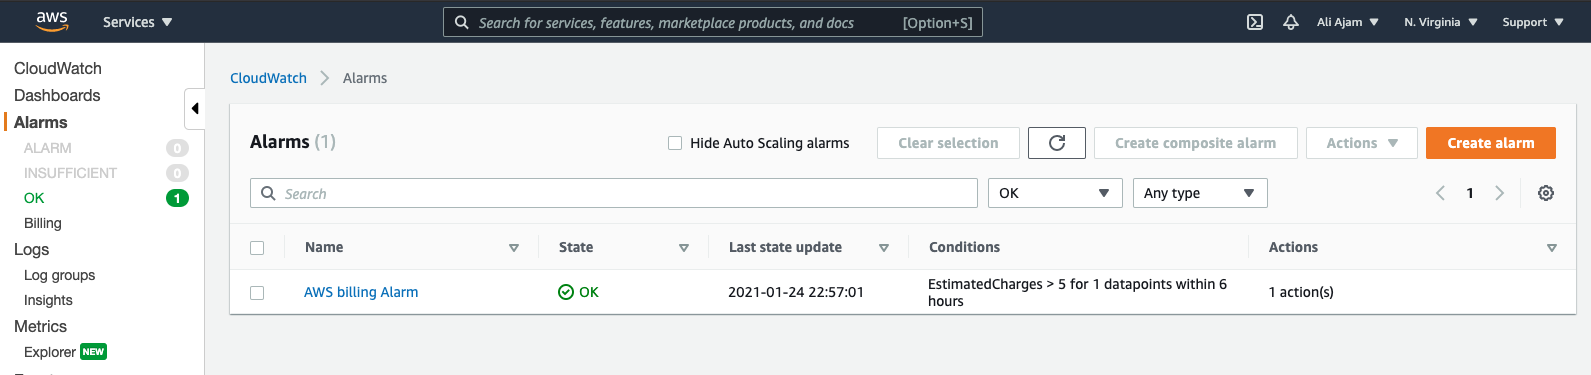 aws Services Search for services, features, marketplace products, and docs [Option+S] Ali Ajam N. Virginia Support
CloudWatch
Dashboards
Alarms
ALARM 0
INSUFFICIENT 0
OK 1
Billing
Logs
Log groups
Insights
Metrics
Explorer NEW
CloudWatch Alarms
Alarms (1) Hide Auto Scaling alarms Clear selection Create composite alarm Actions Create alarm
Search OK Any type 1
Name State Last state update Conditions Actions
AWS billing Alarm OK 2021-01-24 22:57:01 EstimatedCharges > 5 for 1 datapoints within 6
hours 1 action(s)